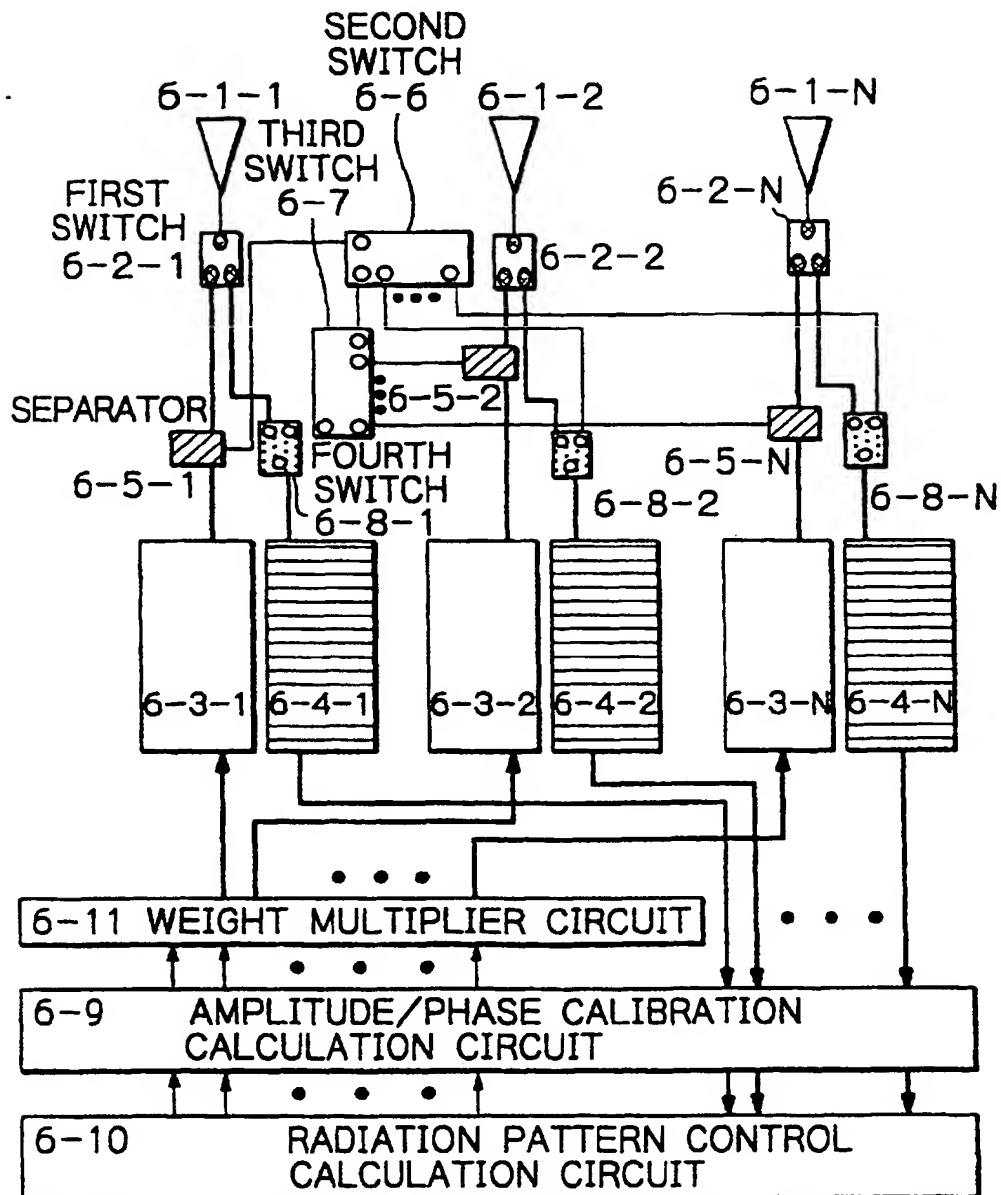 SECOND
SWITCH
6-1-1
6-6
6-1-2
6-1-N
THIRD
SWITCH
6-7
FIRST
SWITCH
6-2-1
6-2-2
6-2-N
SEPARATOR
6-5-1
6-5-2
6-5-N
FOURTH
SWITCH
6-8-1
6-8-2
6-8-N
6-3-1
6-4-1
6-3-2
6-4-2
6-3-N
6-4-N
6-11 WEIGHT MULTIPLIER CIRCUIT
6-9 AMPLITUDE/PHASE CALIBRATION
CALCULATION CIRCUIT
6-10 RADIATION PATTERN CONTROL
CALCULATION CIRCUIT